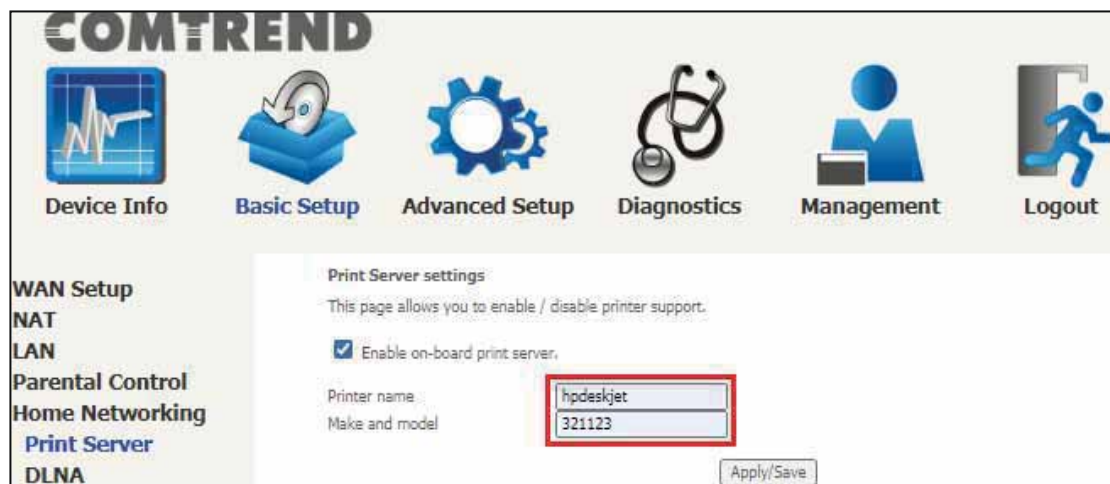 COMTREND
Device Info Basic Setup Advanced Setup Diagnostics Management Logout
WAN Setup
NAT
LAN
Parental Control
Home Networking
Print Server
DLNA
Print Server settings
This page allows you to enable / disable printer support.
Enable on-board print server.
Printer name hpdeskjet
Make and model 321123
Apply/Save